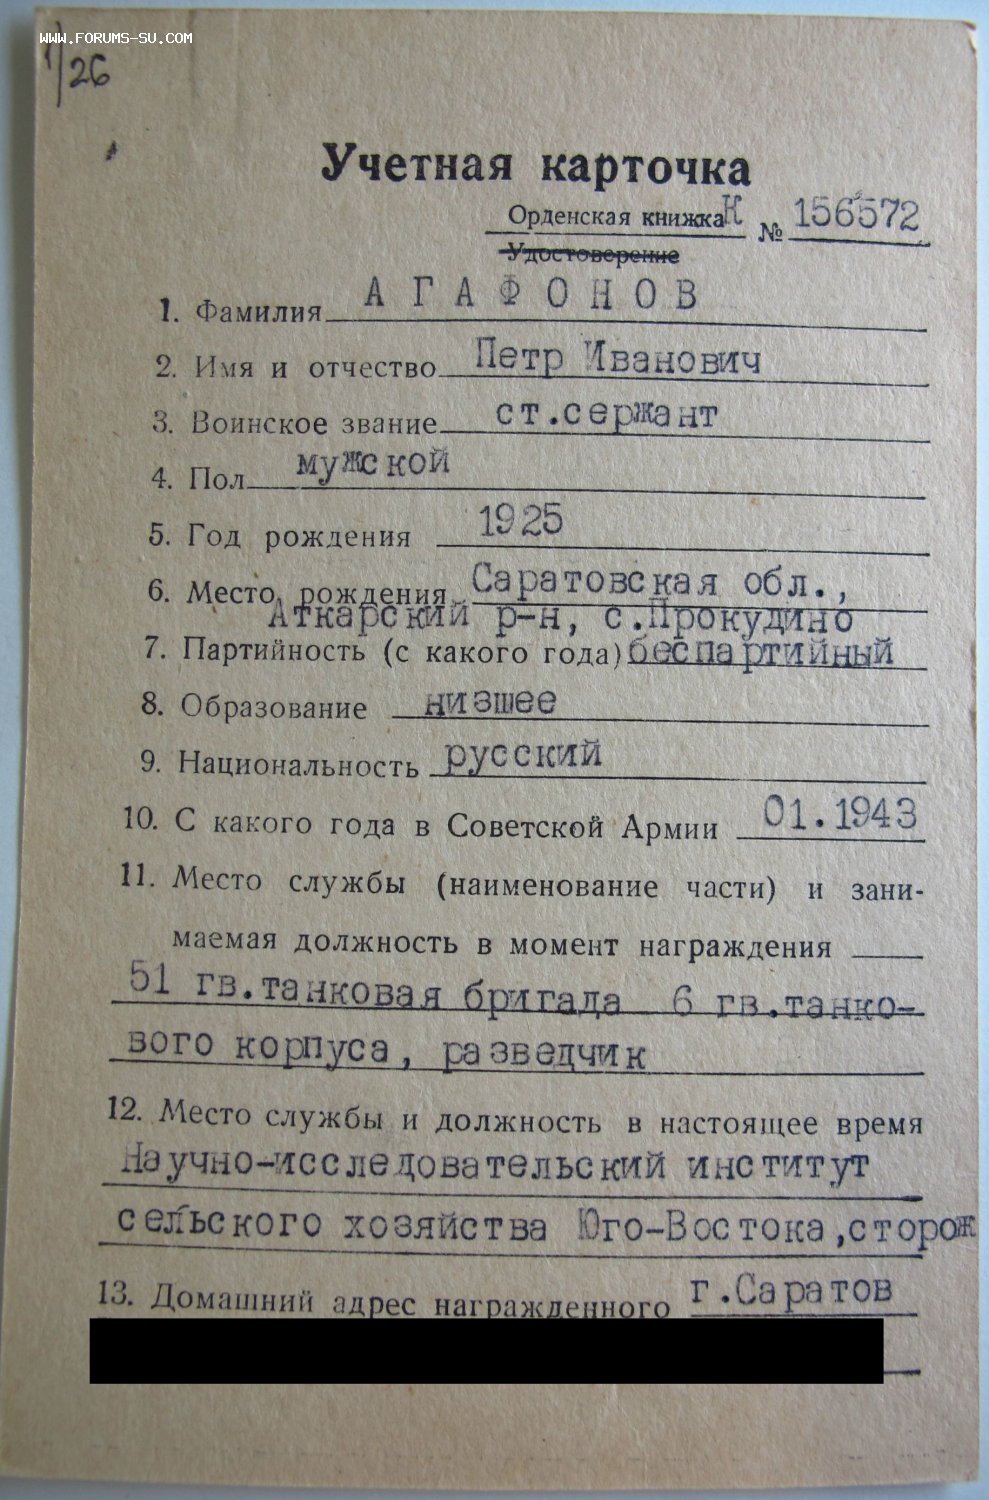 WWW.FORUMS-SU.COM
1/26
Учетная карточка
Орденская книжка К № 156572
Удостоверение
1. Фамилия АГАФОНОВ
2. Имя и отчество Петр Иванович
3. Воинское звание ст.сержант
4. Пол мужской
5. Год рождения 1925
6. Место рождения Саратовская обл.,
Аткарский р-н, с.Прокудино
7. Партийность (с какого года) беспартийный
8. Образование низшее
9. Национальность русский
10. С какого года в Советской Армии 01.1943
11. Место службы (наименование части) и зани-
маемая должность в момент награждения
51 гв.танковая бригада 6 гв.танко-
вого корпуса, разведчик
12. Место службы и должность в настоящее время
Научно-исследовательский институт
сельского хозяйства Юго-Востока,сторож
13. Домашний адрес награжденного г.Саратов